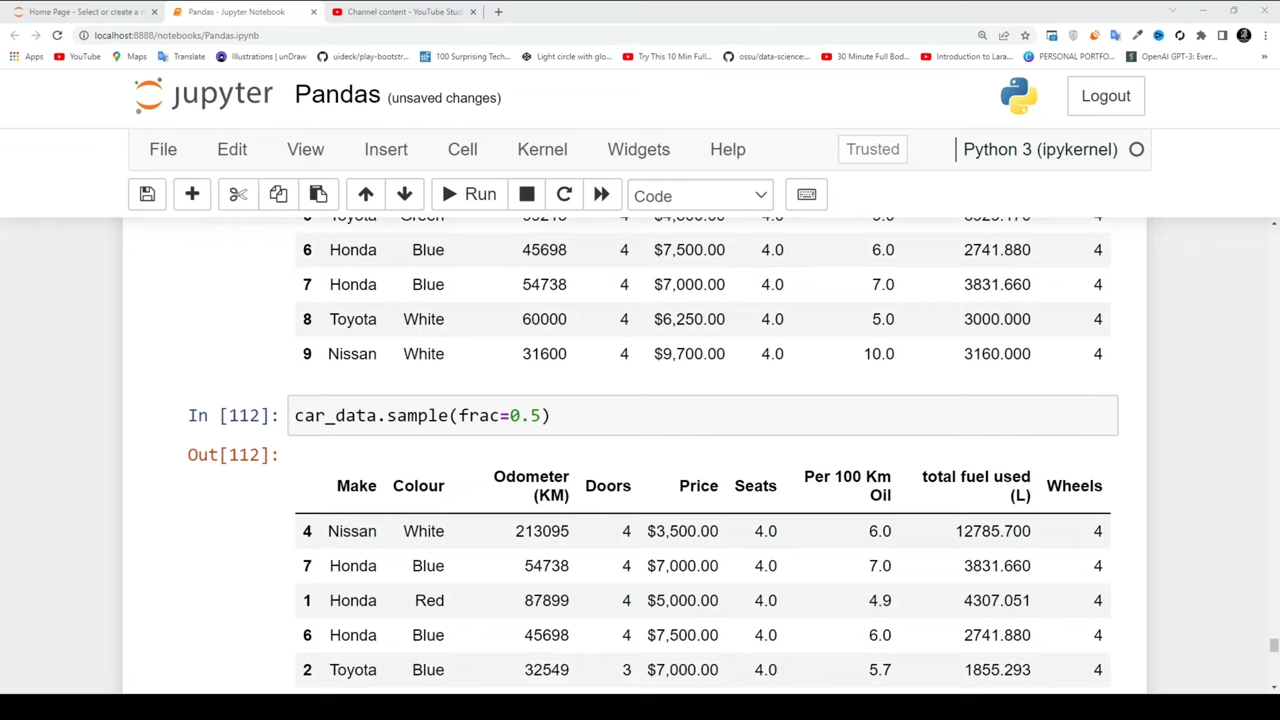 Home Page - Select or create a n
Pandas - Jupyter Notebook
Channel content - YouTube Studi
localhost:8888/notebooks/Pandas.ipynb
Apps YouTube Maps Translate Illustrations | unDraw uideck/play-bootstr... 100 Surprising Tech... Light circle with glo... Try This 10 Min Full... ossu/data-science:... 30 Minute Full Bod... Introduction to Lara... PERSONAL PORTFO... OpenAI GPT-3: Ever...
jupyter Pandas (unsaved changes) Logout
File Edit View Insert Cell Kernel Widgets Help Trusted Python 3 (ipykernel)
Run Code
6 Honda Blue 45698 4 $7,500.00 4.0 6.0 2741.880 4
7 Honda Blue 54738 4 $7,000.00 4.0 7.0 3831.660 4
8 Toyota White 60000 4 $6,250.00 4.0 5.0 3000.000 4
9 Nissan White 31600 4 $9,700.00 4.0 10.0 3160.000 4
In [112]: car_data.sample(frac=0.5)
Out[112]:
Make Colour Odometer (KM) Doors Price Seats Per 100 Km Oil total fuel used (L) Wheels
4 Nissan White 213095 4 $3,500.00 4.0 6.0 12785.700 4
7 Honda Blue 54738 4 $7,000.00 4.0 7.0 3831.660 4
1 Honda Red 87899 4 $5,000.00 4.0 4.9 4307.051 4
6 Honda Blue 45698 4 $7,500.00 4.0 6.0 2741.880 4
2 Toyota Blue 32549 3 $7,000.00 4.0 5.7 1855.293 4